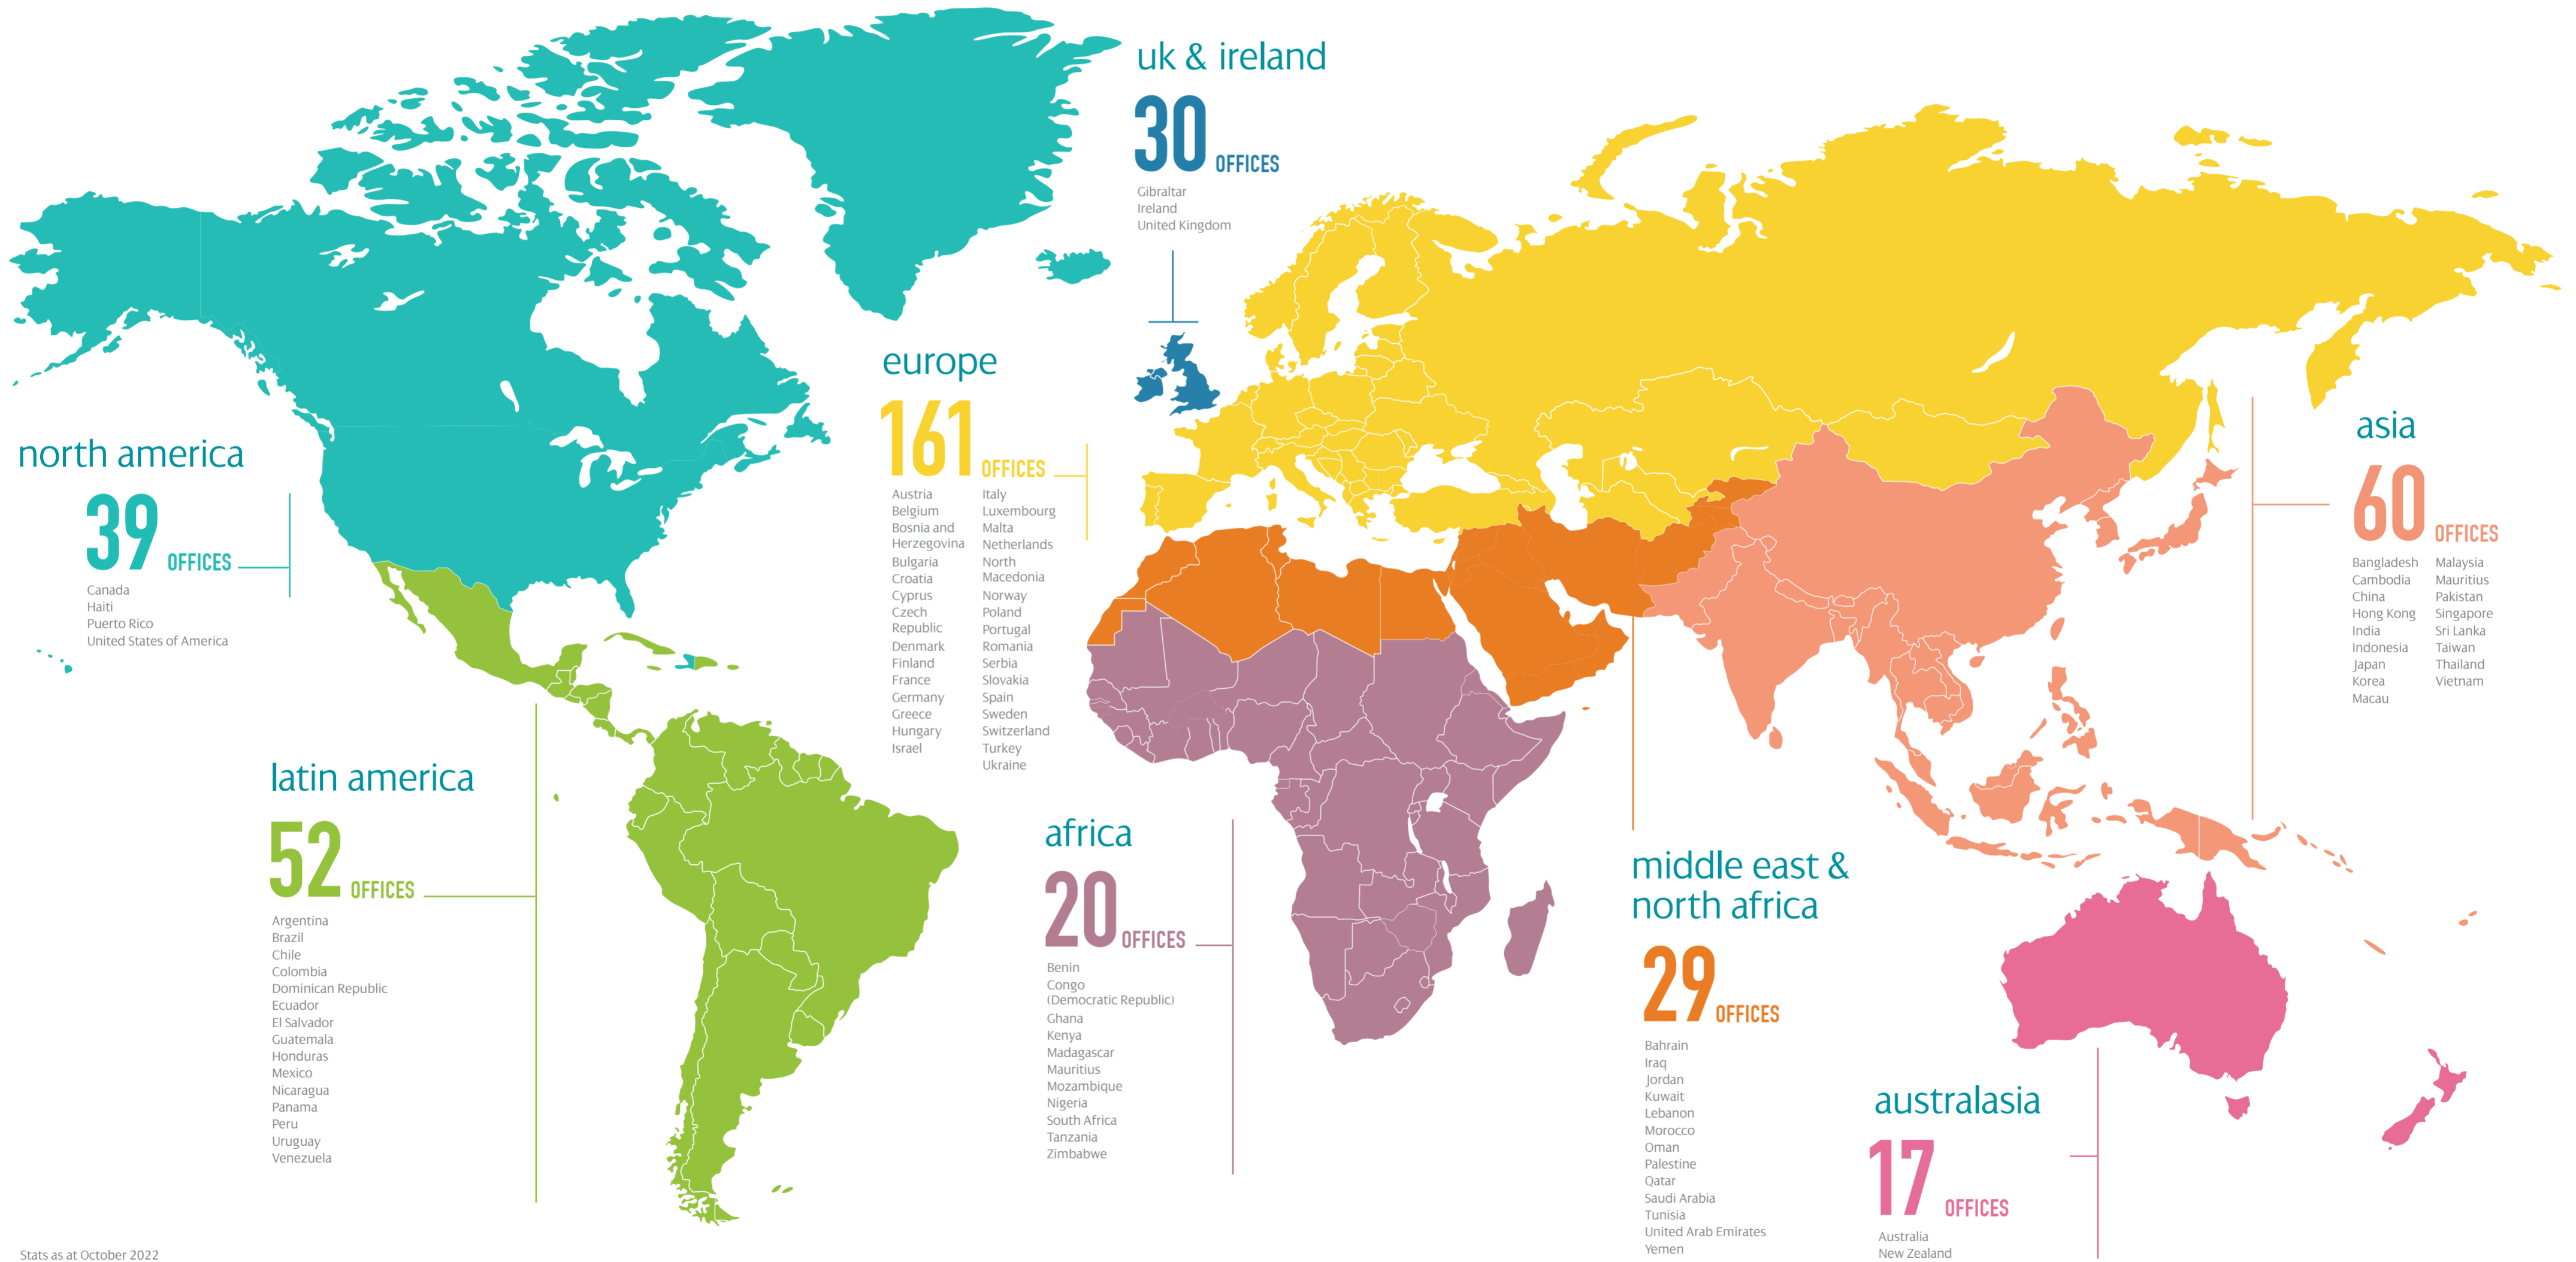 uk & ireland
30 OFFICES
Gibraltar
Ireland
United Kingdom
north america
39 OFFICES
Canada
Haiti
Puerto Rico
United States of America
europe
161 OFFICES
Austria
Belgium
Bosnia and
Herzegovina
Bulgaria
Croatia
Cyprus
Czech
Republic
Denmark
Finland
France
Germany
Greece
Hungary
Israel
Italy
Luxembourg
Malta
Netherlands
North
Macedonia
Norway
Poland
Portugal
Romania
Serbia
Slovakia
Spain
Sweden
Switzerland
Turkey
Ukraine
asia
60 OFFICES
Bangladesh
Cambodia
China
Hong Kong
India
Indonesia
Japan
Korea
Macau
Malaysia
Mauritius
Pakistan
Singapore
Sri Lanka
Taiwan
Thailand
Vietnam
latin america
52 OFFICES
Argentina
Brazil
Chile
Colombia
Dominican Republic
Ecuador
El Salvador
Guatemala
Honduras
Mexico
Nicaragua
Panama
Peru
Uruguay
Venezuela
africa
20 OFFICES
Benin
Congo
(Democratic Republic)
Ghana
Kenya
Madagascar
Mauritius
Mozambique
Nigeria
South Africa
Tanzania
Zimbabwe
middle east &
north africa
29 OFFICES
Bahrain
Iraq
Jordan
Kuwait
Lebanon
Morocco
Oman
Palestine
Qatar
Saudi Arabia
Tunisia
United Arab Emirates
Yemen
australasia
17 OFFICES
Australia
New Zealand
Stats as at October 2022